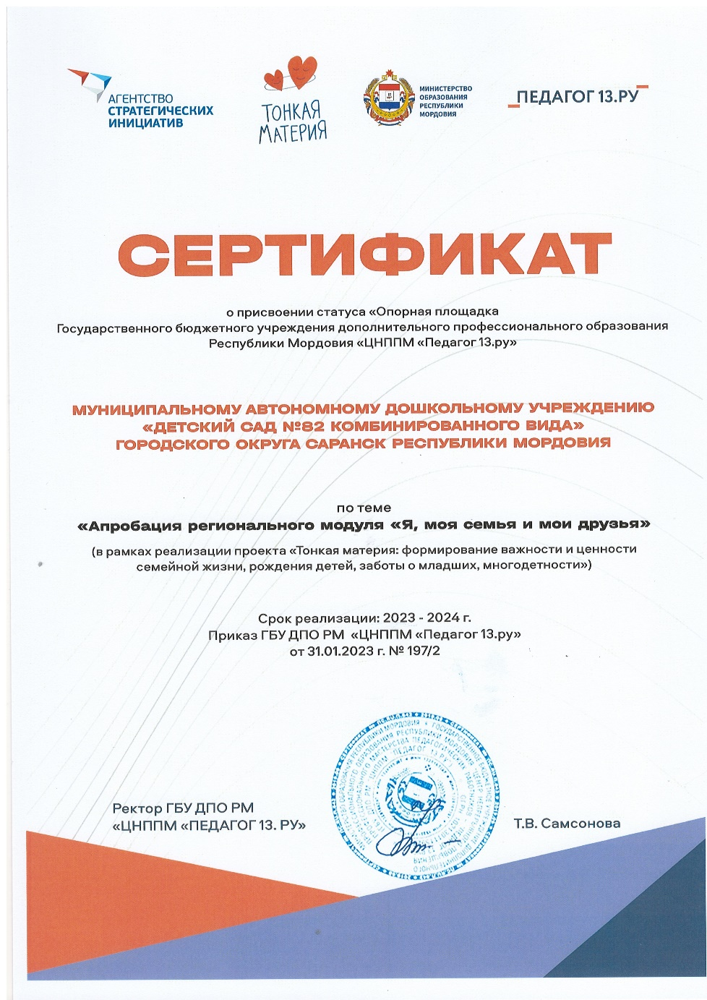 АГЕНТСТВО
СТРАТЕГИЧЕСКИХ
ИНИЦИАТИВ
ТОНКАЯ
МАТЕРИЯ
МИНИСТЕРСТВО
ОБРАЗОВАНИЯ
РЕСПУБЛИКИ
МОРДОВИЯ
ПЕДАГОГ 13.РУ
СЕРТИФИКАТ
о присвоении статуса «Опорная площадка
Государственного бюджетного учреждения дополнительного профессионального образования
Республики Мордовия «ЦНППМ «Педагог 13.ру»
МУНИЦИПАЛЬНОМУ АВТОНОМНОМУ ДОШКОЛЬНОМУ УЧРЕЖДЕНИЮ
«ДЕТСКИЙ САД №82 КОМБИНИРОВАННОГО ВИДА»
ГОРОДСКОГО ОКРУГА САРАНСК РЕСПУБЛИКИ МОРДОВИЯ
по теме
«Апробация регионального модуля «Я, моя семья и мои друзья»
(в рамках реализации проекта «Тонкая материя: формирование важности и ценности
семейной жизни, рождения детей, заботы о младших, многодетности»)
Срок реализации: 2023 - 2024 г.
Приказ ГБУ ДПО РМ «ЦНППМ «Педагог 13.ру»
от 31.01.2023 г. № 197/2
Ректор ГБУ ДПО РМ
«ЦНППМ «ПЕДАГОГ 13. РУ»
Т.В. Самсонова